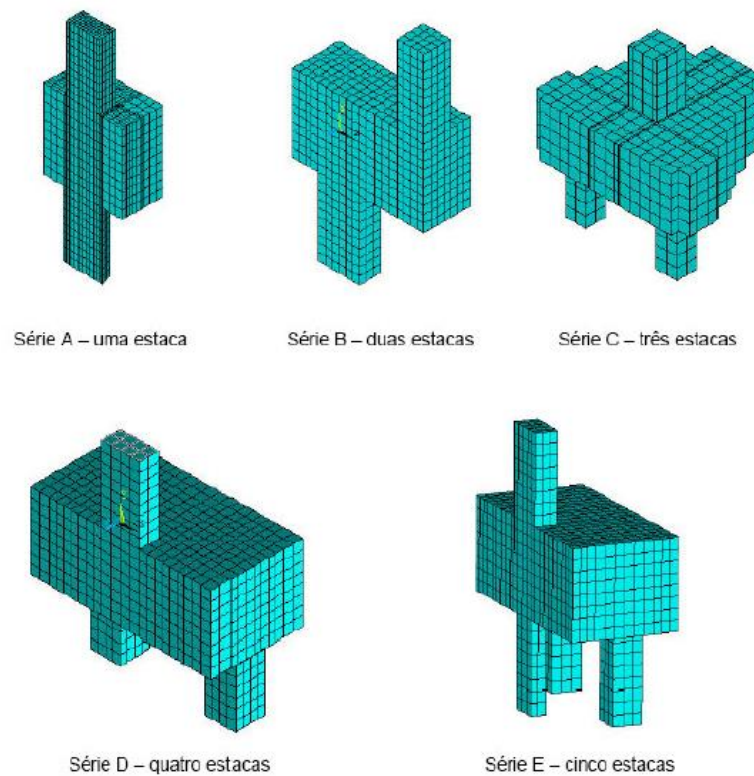 Série A – uma estaca
Série B – duas estacas
Série C – três estacas
Série D – quatro estacas
Série E – cinco estacas